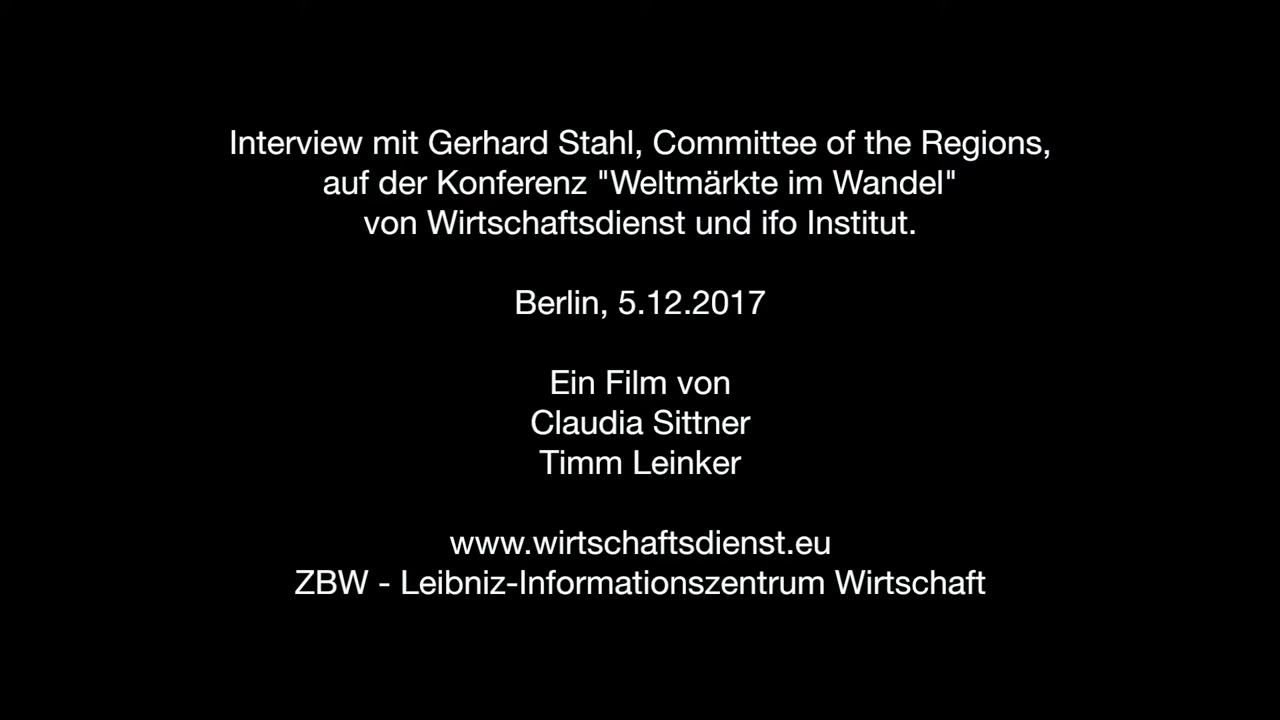 Interview mit Gerhard Stahl, Committee of the Regions,
auf der Konferenz "Weltmärkte im Wandel"
von Wirtschaftsdienst und ifo Institut.
Berlin, 5.12.2017
Ein Film von
Claudia Sittner
Timm Leinker
www.wirtschaftsdienst.eu
ZBW - Leibniz-Informationszentrum Wirtschaft